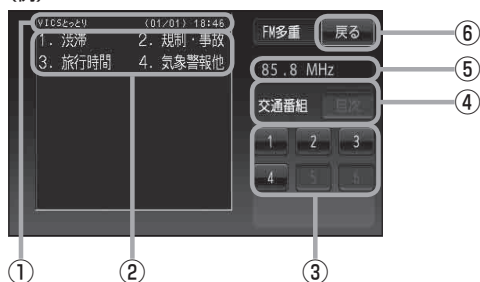 VICSとっとり (01/01) 18:46
1. 渋滞 2. 規制・事故
3. 旅行時間 4. 気象警報他
FM多重 戻る
85.8 MHz
交通番組 目次
1 2 3
4 5 6
⑥
⑤
④
① ② ③